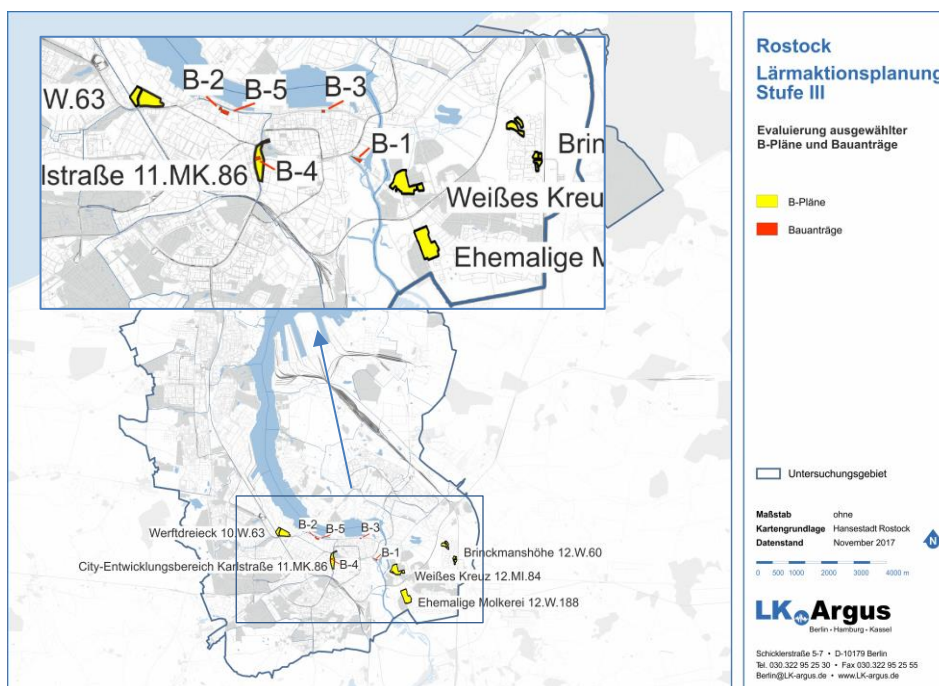 W.63
B-2
B-5
B-3
B-1
lstraße 11.MK.86
B-4
Brin
Weißes Kreu
Ehemalige M
Werftdreieck 10.W.63
B-2
B-5
B-3
B-1
City-Entwicklungsbereich Karlstraße 11.MK.86
B-4
Brinckmanshöhe 12.W.60
Weißes Kreuz 12.MI.84
Ehemalige Molkerei 12.W.188
Rostock
Lärmaktionsplanung
Stufe III
Evaluierung ausgewählter
B-Pläne und Bauanträge
B-Pläne
Bauanträge
Untersuchungsgebiet
Maßstab ohne
Kartengrundlage Hansestadt Rostock
Datenstand November 2017
N
0 500 1000 2000 3000 4000 m
LK Argus
Berlin - Hamburg - Kassel
Schicklerstraße 5-7 • D-10179 Berlin
Tel. 030.322 95 25 30 • Fax 030.322 95 25 55
Berlin@LK-argus.de • www.LK-argus.de